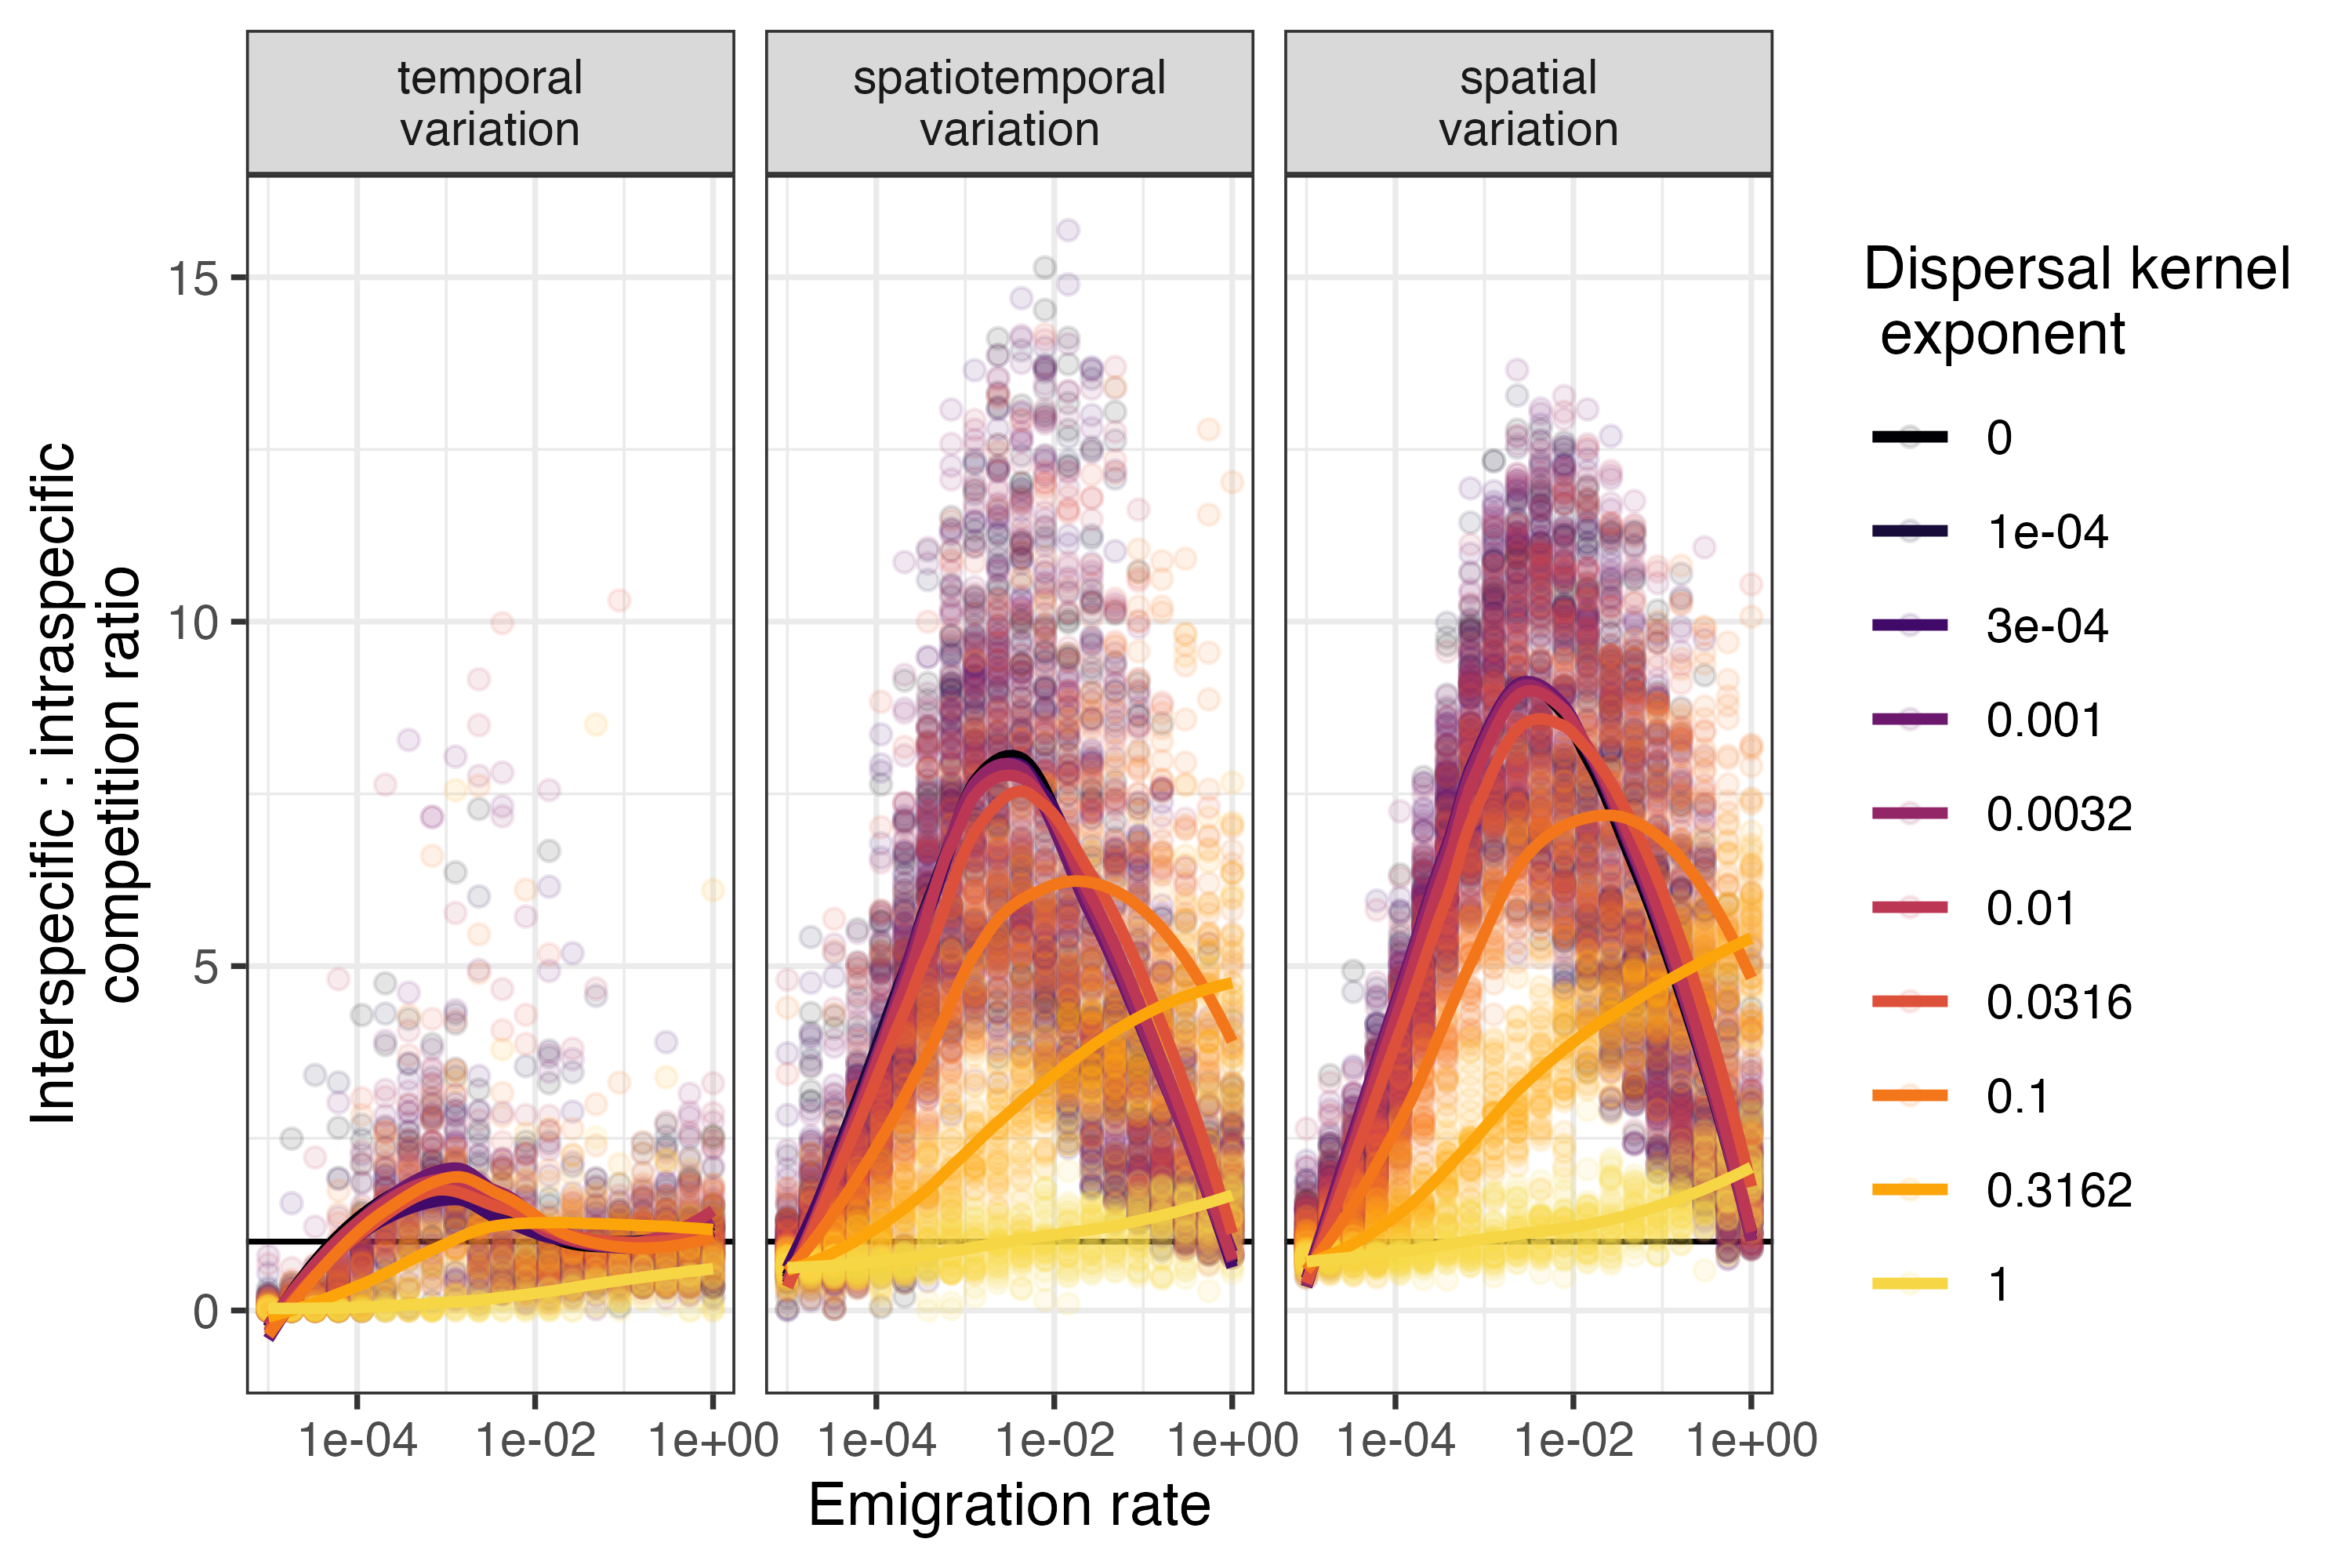 temporal
variation
spatiotemporal
variation
spatial
variation
Interspecific : intraspecific
competition ratio
15
10
5
0
1e-04
1e-02
1e+00
1e-04
1e-02
1e+00
1e-04
1e-02
1e+00
Emigration rate
Dispersal kernel
exponent
0
1e-04
3e-04
0.001
0.0032
0.01
0.0316
0.1
0.3162
1